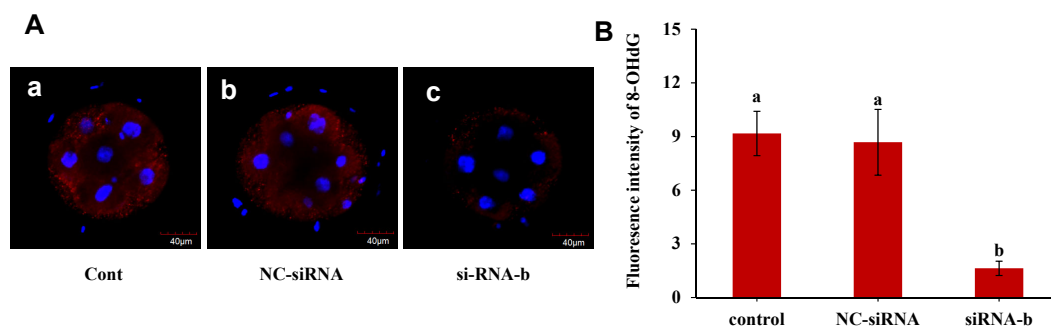 A
a
b
c
40μm
40μm
40μm
Cont
NC-siRNA
si-RNA-b
B
Fluoresence intensity of 8-OHdG
15
12
9
6
3
0
a
a
b
control
NC-siRNA
siRNA-b